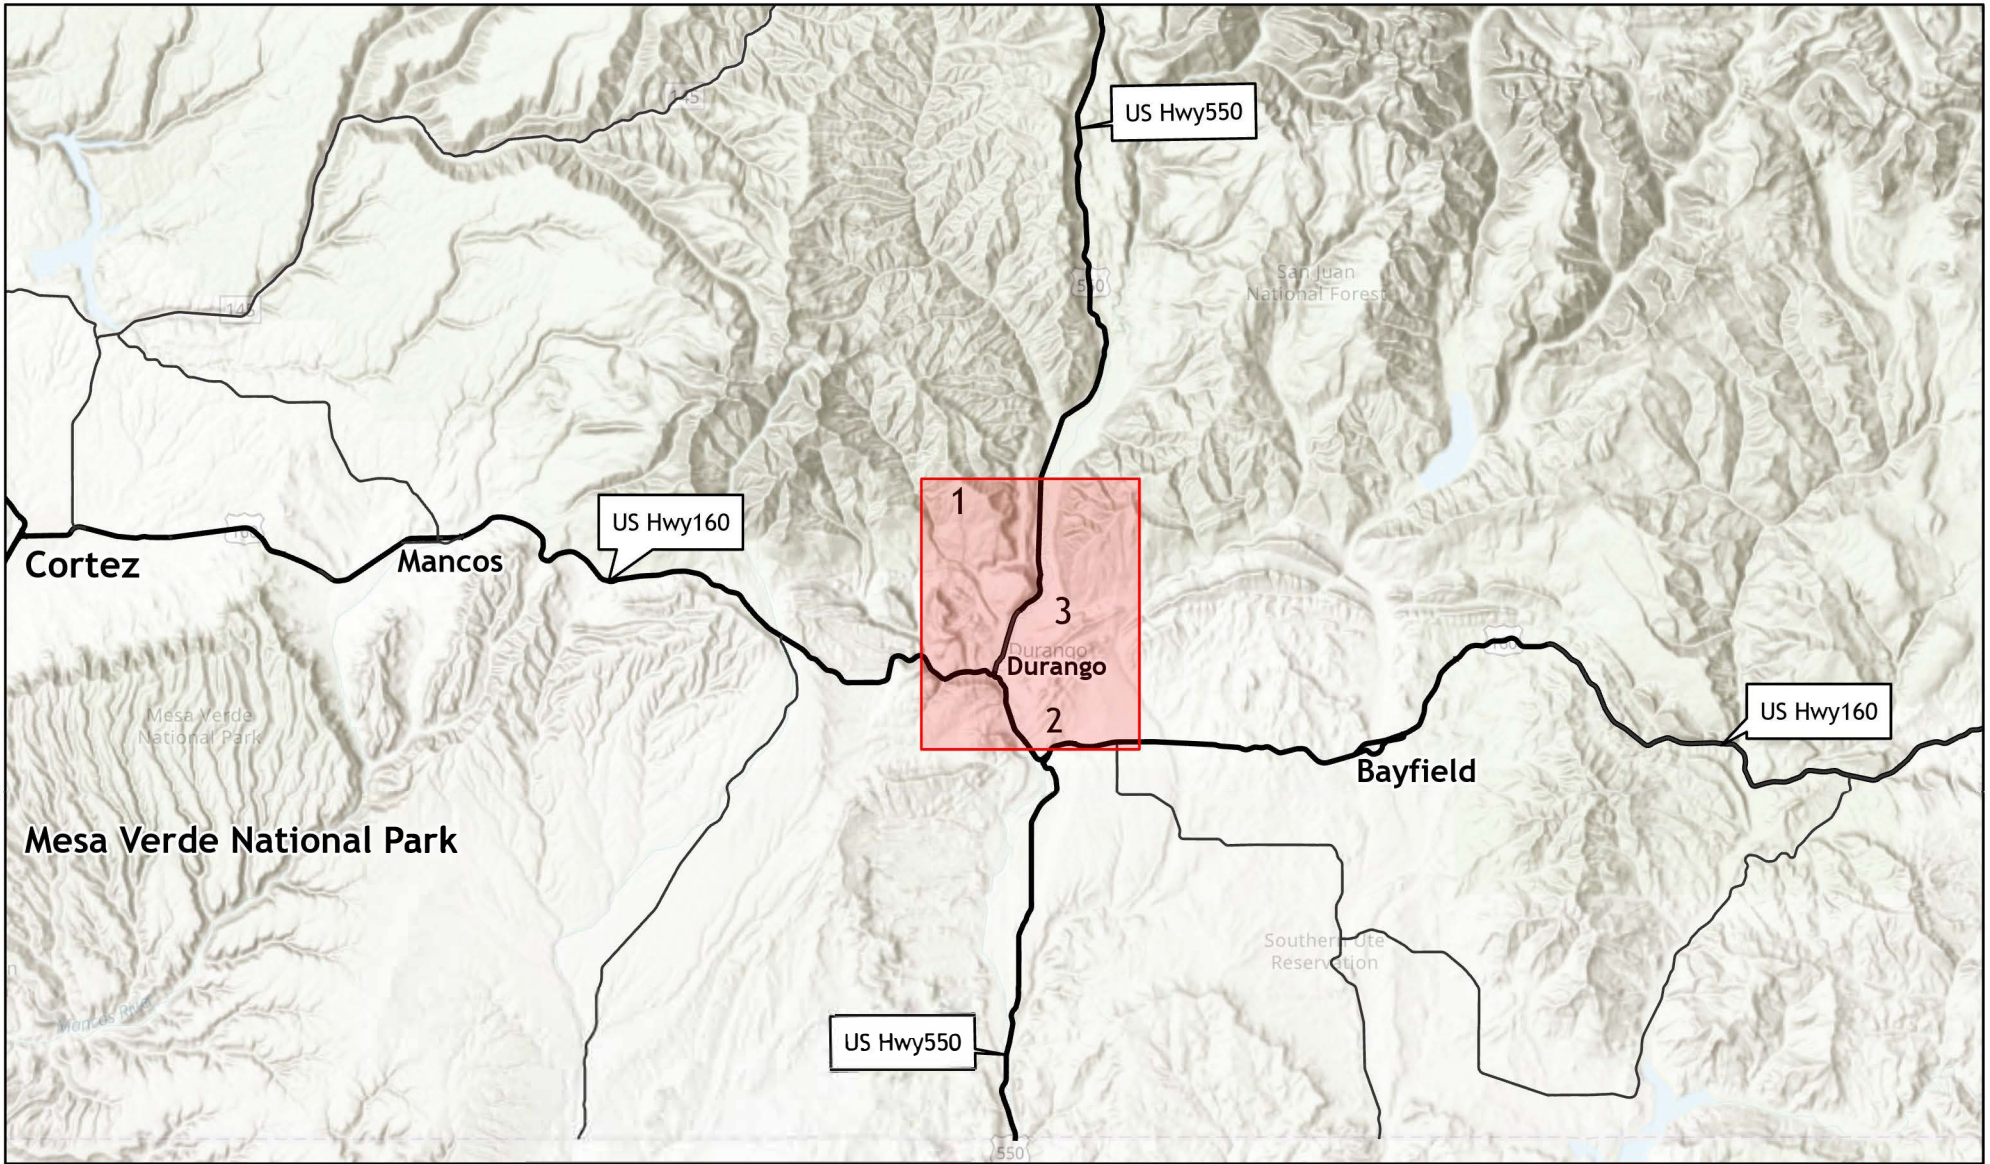 145
US Hwy550
550
San Juan
National Forest
145
1
US Hwy160
160
Cortez
Mancos
3
Durango
Durango
160
US Hwy160
Mesa Verde
National Park
2
Bayfield
Mesa Verde National Park
Southern Ute
Reservation
Mancos River
US Hwy550
550